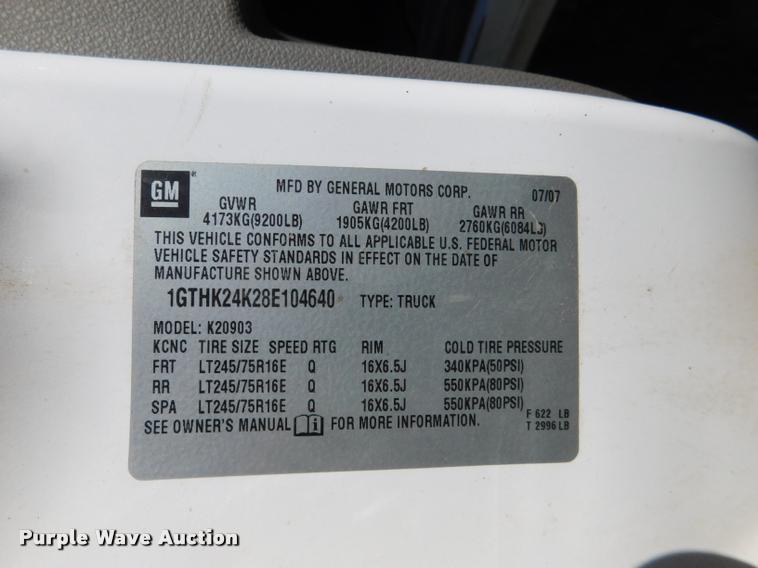 GM
MFD BY GENERAL MOTORS CORP. 07/07
GVWR GAWR FRT GAWR RR
4173KG(9200LB) 1905KG(4200LB) 2760KG(6084LB)
THIS VEHICLE CONFORMS TO ALL APPLICABLE U.S. FEDERAL MOTOR
VEHICLE SAFETY STANDARDS IN EFFECT ON THE DATE OF
MANUFACTURE SHOWN ABOVE.
1GTHK24K28E104640 TYPE: TRUCK
MODEL: K20903
KCNC TIRE SIZE SPEED RTG RIM COLD TIRE PRESSURE
FRT LT245/75R16E Q 16X6.5J 340KPA(50PSI)
RR LT245/75R16E Q 16X6.5J 550KPA(80PSI)
SPA LT245/75R16E Q 16X6.5J 550KPA(80PSI)
SEE OWNER'S MANUAL i FOR MORE INFORMATION.
F 622 LB
T 2996 LB
Purple Wave Auction